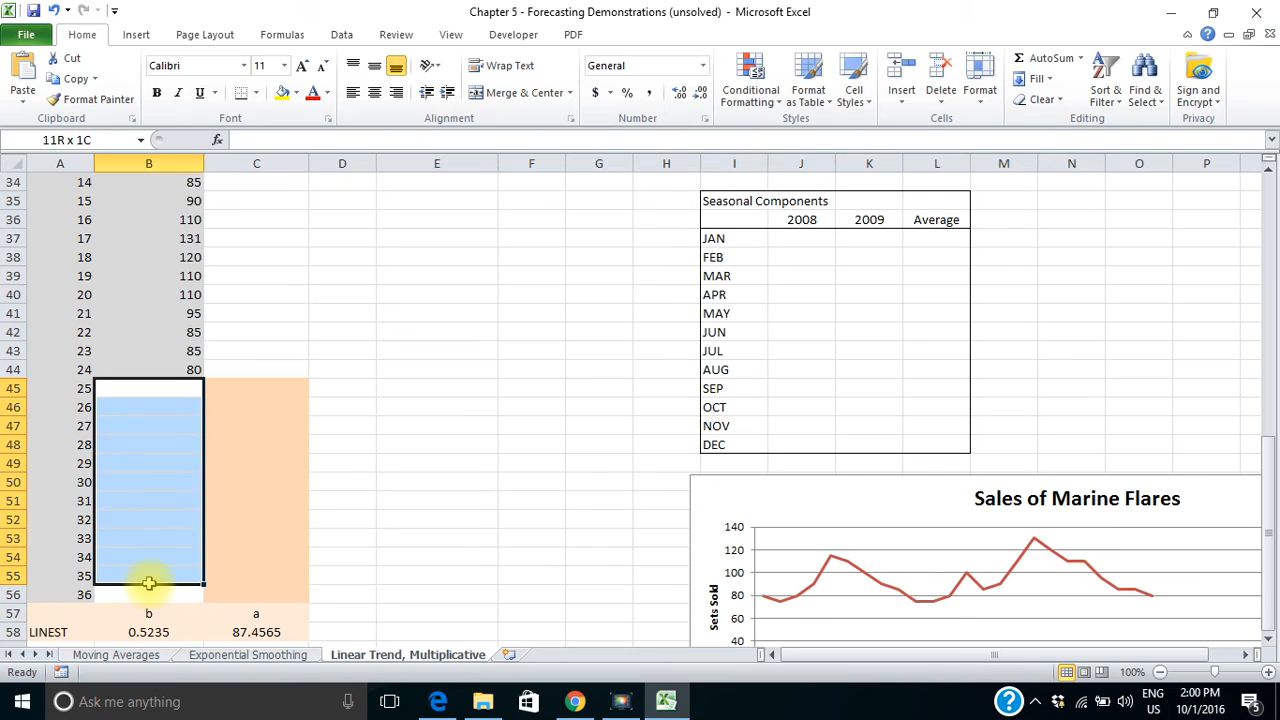 Chapter 5 - Forecasting Demonstrations (unsolved) - Microsoft Excel
File Home Insert Page Layout Formulas Data Review View Developer PDF
Paste
Cut
Copy
Format Painter
Clipboard
Calibri 11
B I U
Font
Wrap Text
Merge & Center
Alignment
General
$ % ,
Number
Conditional Formatting
Format as Table
Cell Styles
Styles
Insert
Delete
Format
Cells
AutoSum
Fill
Clear
Sort & Filter
Find & Select
Editing
Sign and Encrypt
Privacy
11R x 1C fx
A B C D E F G H I J K L M N O P
34 14 85
35 15 90 Seasonal Components
36 16 110 2008 2009 Average
37 17 131 JAN
38 18 120 FEB
39 19 110 MAR
40 20 110 APR
41 21 95 MAY
42 22 85 JUN
43 23 85 JUL
44 24 80 AUG
45 25 SEP
46 26 OCT
47 27 NOV
48 28 DEC
49 29
50 30
51 31
52 32
53 33
54 34
55 35
56 36
57 b a
58 LINEST 0.5235 87.4565
Sales of Marine Flares
Sets Sold
140
120
100
80
60
40
Moving Averages Exponential Smoothing Linear Trend, Multiplicative
Ready 100%
Ask me anything
ENG
US
2:00 PM
10/1/2016
5